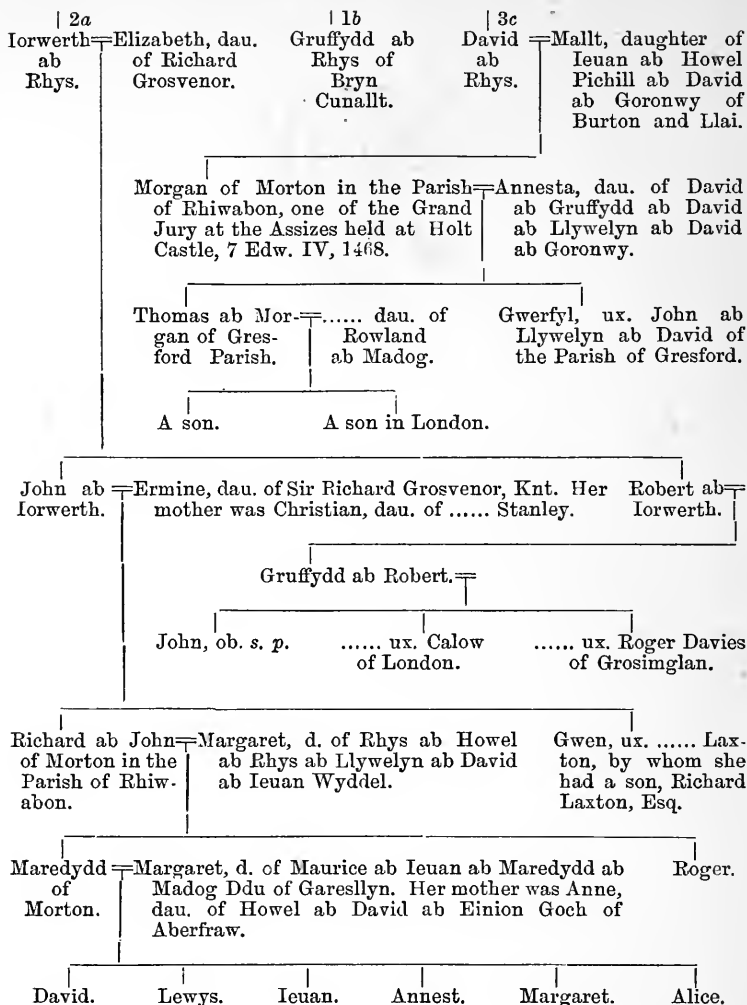 2a 1b 3c
Iorwerth=Elizabeth, dau. of Richard Grosvenor.
ab
Rhys.
Gruffydd ab
Rhys of
Bryn
Cunallt.
David
ab
Rhys.
=Mallt, daughter of
Ieuan ab Howel
Pichill ab David
ab Goronwy of
Burton and Llai.
Morgan of Morton in the Parish
of Rhiwabon, one of the Grand
Jury at the Assizes held at Holt
Castle, 7 Edw. IV, 1468.
=Annesta, dau. of David
ab Gruffydd ab David
ab Llywelyn ab David
ab Goronwy.
Thomas ab Mor-
gan of Gres-
ford Parish.
=...... dau. of
Rowland
ab Madog.
Gwerfyl, ux. John ab
Llywelyn ab David of
the Parish of Gresford.
A son.
A son in London.
John ab
Iorwerth.
=Ermine, dau. of Sir Richard Grosvenor, Knt. Her
mother was Christian, dau. of ...... Stanley.
Robert ab=
Iorwerth.
Gruffydd ab Robert.=
John, ob. s. p.
...... ux. Calow
of London.
...... ux. Roger Davies
of Grosimglan.
Richard ab John
of Morton in the
Parish of Rhiw-
abon.
=Margaret, d. of Rhys ab Howel
ab Rhys ab Llywelyn ab David
ab Ieuan Wyddel.
Gwen, ux. ...... Lax-
ton, by whom she
had a son, Richard
Laxton, Esq.
Maredydd
of
Morton.
=Margaret, d. of Maurice ab Ieuan ab Maredydd ab
Madog Ddu of Garesllyn. Her mother was Anne,
dau. of Howel ab David ab Einion Goch of
Aberfraw.
Roger.
David. Lewys. Ieuan. Annest. Margaret. Alice.